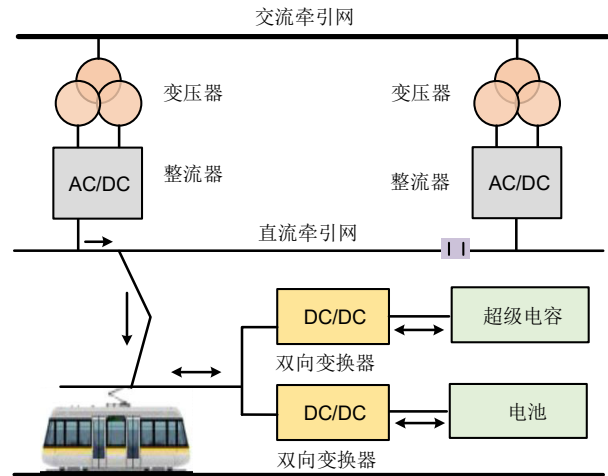 交流牵引网
变压器
变压器
整流器
整流器
AC/DC
AC/DC
直流牵引网
DC/DC
超级电容
双向变换器
DC/DC
电池
双向变换器